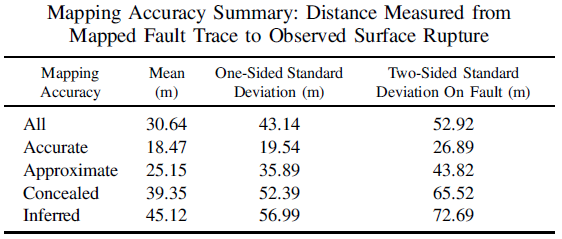 Mapping Accuracy Summary: Distance Measured from
Mapped Fault Trace to Observed Surface Rupture
Mapping Accuracy Mean (m) One-Sided Standard Deviation (m) Two-Sided Standard Deviation On Fault (m)
All 30.64 43.14 52.92
Accurate 18.47 19.54 26.89
Approximate 25.15 35.89 43.82
Concealed 39.35 52.39 65.52
Inferred 45.12 56.99 72.69